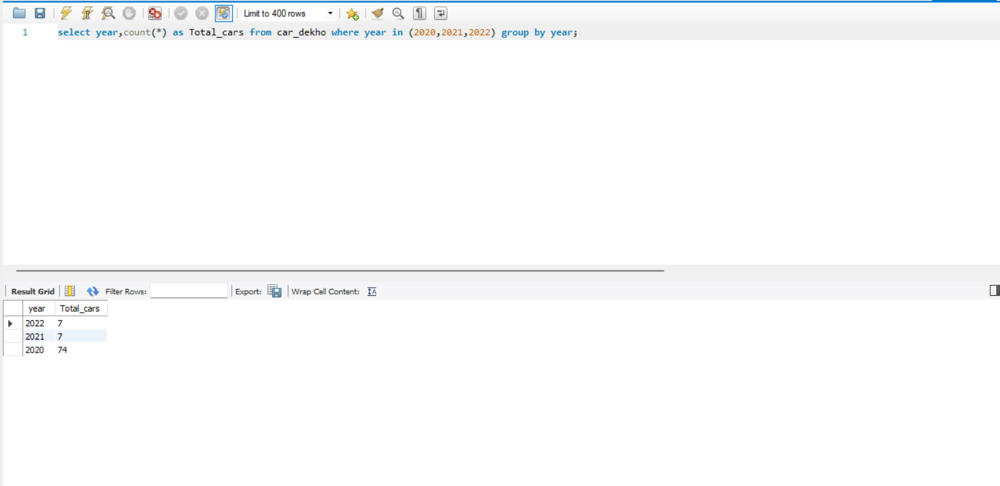 Limit to 400 rows
1 select year,count(*) as Total_cars from car_dekho where year in (2020,2021,2022) group by year;
Result Grid Filter Rows: Export: Wrap Cell Content:
year Total_cars
2022 7
2021 7
2020 74